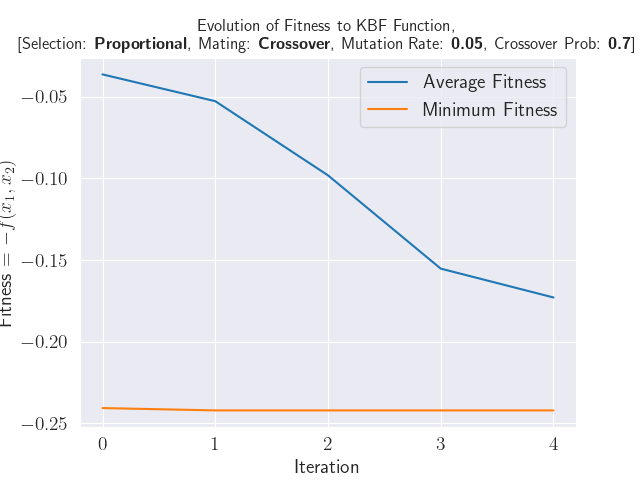 Evolution of Fitness to KBF Function,
[Selection: Proportional, Mating: Crossover, Mutation Rate: 0.05, Crossover Prob: 0.7]
Average Fitness
Minimum Fitness
Fitness = −f(x₁, x₂)
−0.05
−0.10
−0.15
−0.20
−0.25
0 1 2 3 4
Iteration